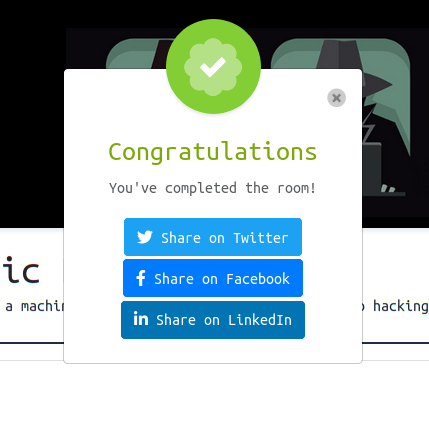 Congratulations
You've completed the room!
Share on Twitter
Share on Facebook
Share on LinkedIn
ic
a machin
hacking